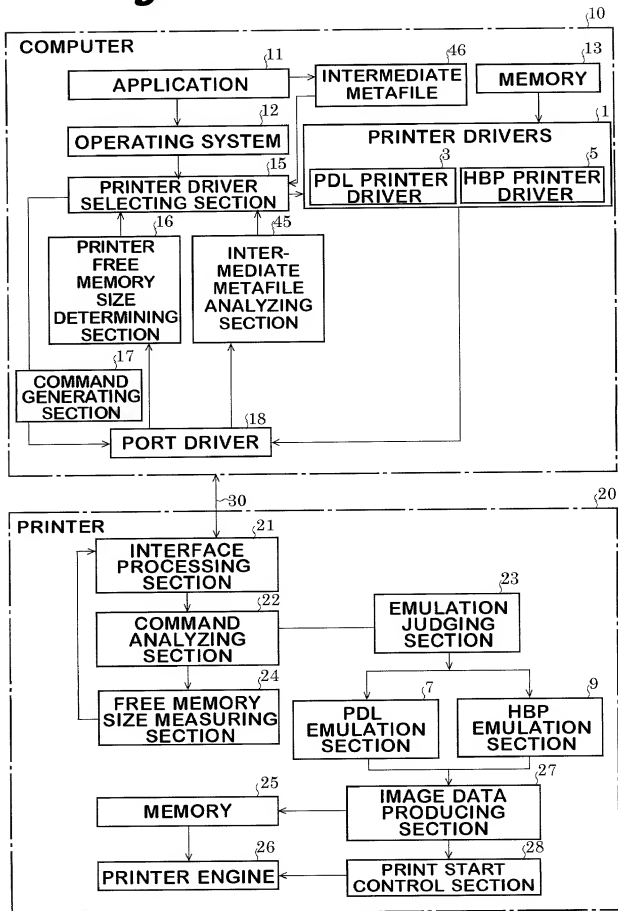 10
COMPUTER
11
APPLICATION
46
INTERMEDIATE
METAFILE
13
MEMORY
12
OPERATING SYSTEM
1
PRINTER DRIVERS
3
PDL PRINTER
DRIVER
5
HBP PRINTER
DRIVER
15
PRINTER DRIVER
SELECTING SECTION
16
PRINTER
FREE
MEMORY
SIZE
DETERMINING
SECTION
45
INTER-
MEDIATE
METAFILE
ANALYZING
SECTION
17
COMMAND
GENERATING
SECTION
18
PORT DRIVER
30
20
PRINTER
21
INTERFACE
PROCESSING
SECTION
22
COMMAND
ANALYZING
SECTION
23
EMULATION
JUDGING
SECTION
24
FREE MEMORY
SIZE MEASURING
SECTION
7
PDL
EMULATION
SECTION
9
HBP
EMULATION
SECTION
25
MEMORY
27
IMAGE DATA
PRODUCING
SECTION
26
PRINTER ENGINE
28
PRINT START
CONTROL SECTION